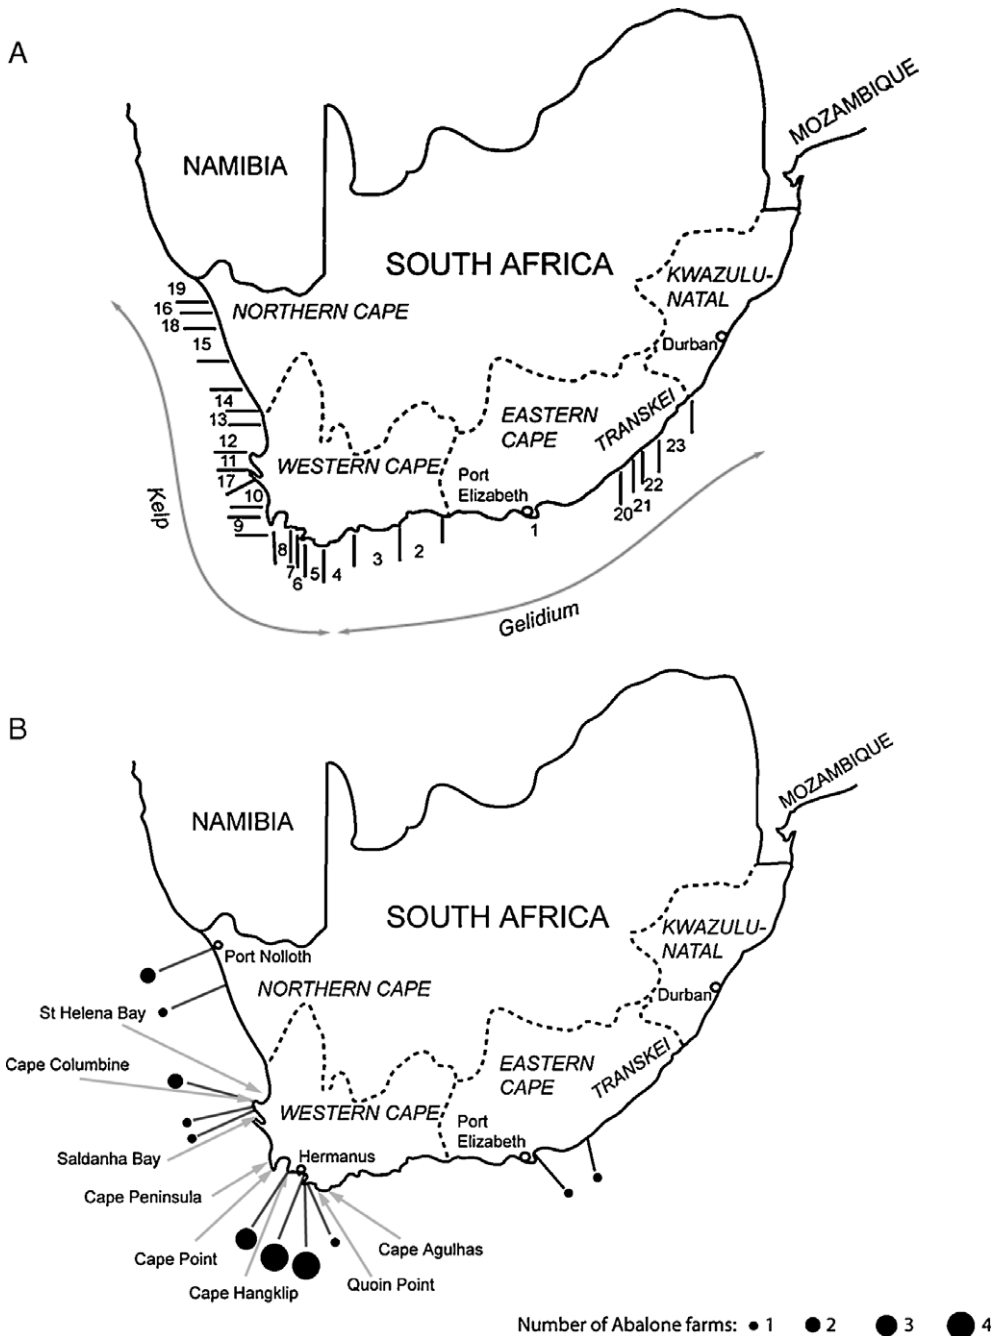 A
MOZAMBIQUE
NAMIBIA
SOUTH AFRICA
KWAZULU-
NATAL
19
NORTHERN CAPE
16
18
Durban
15
14
EASTERN
CAPE
TRANSKEI
13
12
WESTERN CAPE
11
17
Port
Elizabeth
10
9
Kelp
8
7
6
5
4
3
2
1
20
21
22
23
Gelidium
B
MOZAMBIQUE
NAMIBIA
SOUTH AFRICA
KWAZULU-
NATAL
Port Nolloth
NORTHERN CAPE
Durban
St Helena Bay
Cape Columbine
EASTERN
CAPE
TRANSKEI
WESTERN CAPE
Port
Elizabeth
Saldanha Bay
Hermanus
Cape Peninsula
Cape Point
Cape Agulhas
Cape Hangklip
Quoin Point
Number of Abalone farms: 1 2 3 4